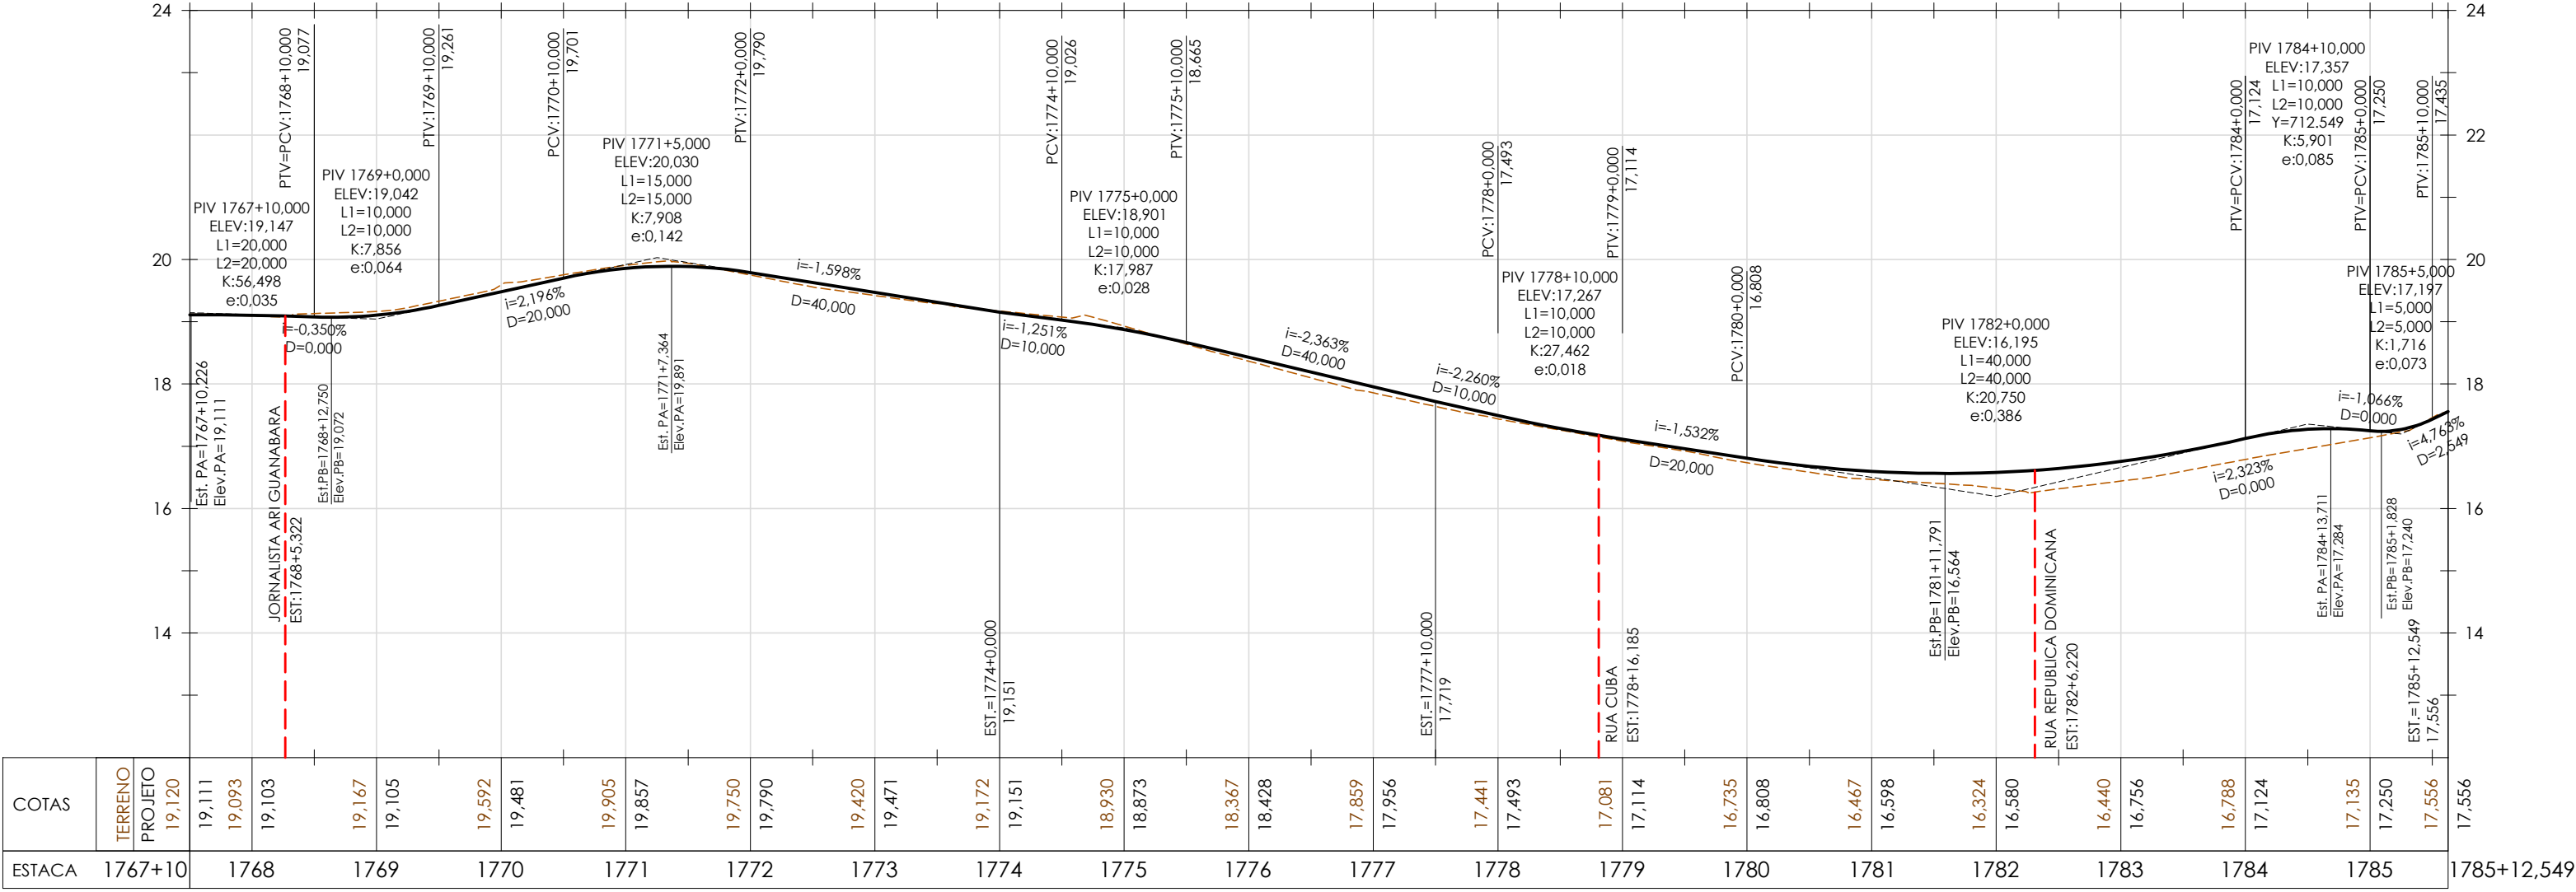 24
24
PTV=PCV:1768+10,000
19,077
PTV:1769+10,000
19,261
PCV:1770+10,000
19,701
PTV:1772+0,000
19,790
PCV:1774+10,000
19,026
PTV:1775+10,000
18,665
PCV:1778+0,000
17,493
PTV:1779+0,000
17,114
PCV:1780+0,000
16,808
PTV=PCV:1784+0,000
17,124
PIV 1784+10,000
ELEV:17,357
L1=10,000
L2=10,000
Y=712.549
K:5,901
e:0,085
PTV=PCV:1785+0,000
17,250
PTV:1785+10,000
17,435
22
22
PIV 1767+10,000
ELEV:19,147
L1=20,000
L2=20,000
K:56,498
e:0,035
PIV 1769+0,000
ELEV:19,042
L1=10,000
L2=10,000
K:7,856
e:0,064
PIV 1771+5,000
ELEV:20,030
L1=15,000
L2=15,000
K:7,908
e:0,142
PIV 1775+0,000
ELEV:18,901
L1=10,000
L2=10,000
K:17,987
e:0,028
PIV 1778+10,000
ELEV:17,267
L1=10,000
L2=10,000
K:27,462
e:0,018
PIV 1782+0,000
ELEV:16,195
L1=40,000
L2=40,000
K:20,750
e:0,386
PIV 1785+5,000
ELEV:17,197
L1=5,000
L2=5,000
K:1,716
e:0,073
20
20
i=-0,350%
D=0,000
i=2,196%
D=20,000
i=-1,598%
D=40,000
i=-1,251%
D=10,000
i=-2,363%
D=40,000
i=-2,260%
D=10,000
i=-1,532%
D=20,000
i=2,323%
D=0,000
i=-1,066%
D=0,000
i=4,763%
D=2,549
18
18
Est. PA=1767+10,226
Elev.PA=19,111
JORNALISTA ARI GUANABARA
EST:1768+5,322
Est.PB=1768+12,750
Elev.PB=19,072
Est. PA=1771+7,364
Elev.PA=19,891
EST.=1774+0,000
19,151
EST.=1777+10,000
17,719
RUA CUBA
EST:1778+16,185
Est.PB=1781+11,791
Elev.PB=16,564
RUA REPUBLICA DOMINICANA
EST:1782+6,220
Est. PA=1784+13,711
Elev.PA=17,284
Est.PB=1785+1,828
Elev.PB=17,240
EST.=1785+12,549
17,556
16
16
14
14
COTAS
TERRENO
PROJETO
19,120
19,111
19,093
19,103
19,167
19,105
19,592
19,481
19,905
19,857
19,750
19,790
19,420
19,471
19,172
19,151
18,930
18,873
18,367
18,428
17,859
17,956
17,441
17,493
17,081
17,114
16,735
16,808
16,467
16,598
16,324
16,580
16,440
16,756
16,788
17,124
17,135
17,250
17,556
17,556
ESTACA
1767+10
1768
1769
1770
1771
1772
1773
1774
1775
1776
1777
1778
1779
1780
1781
1782
1783
1784
1785
1785+12,549